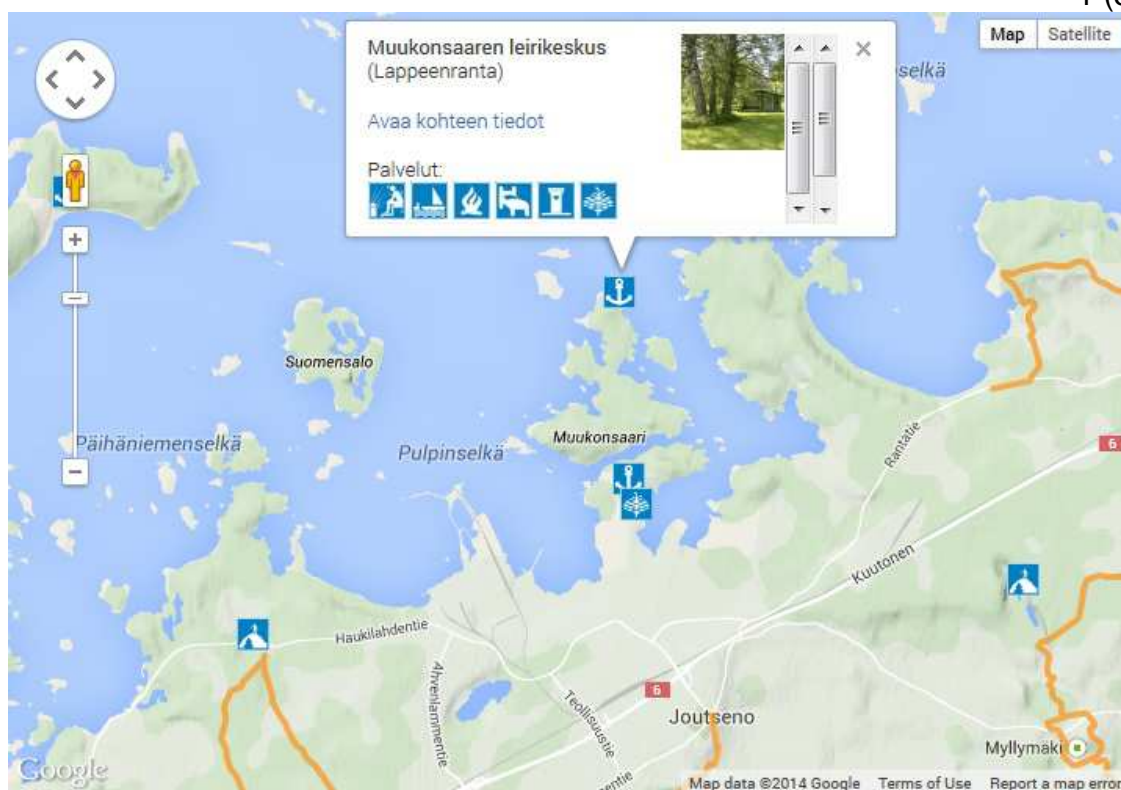 Map Satellite
Muukonsaaren leirikeskus
(Lappeenranta)
Avaa kohteen tiedot
Palvelut:
selkä
Suomensalo
Päihäniemenselkä
Pulpinselkä
Muukonsaari
Rantatie
6
Kuutonen
Haukilahdentie
Ahvenlammentie
Teollisuustie
6
Joutseno
Myllymäki
entie
Google
Map data ©2014 Google Terms of Use Report a map error